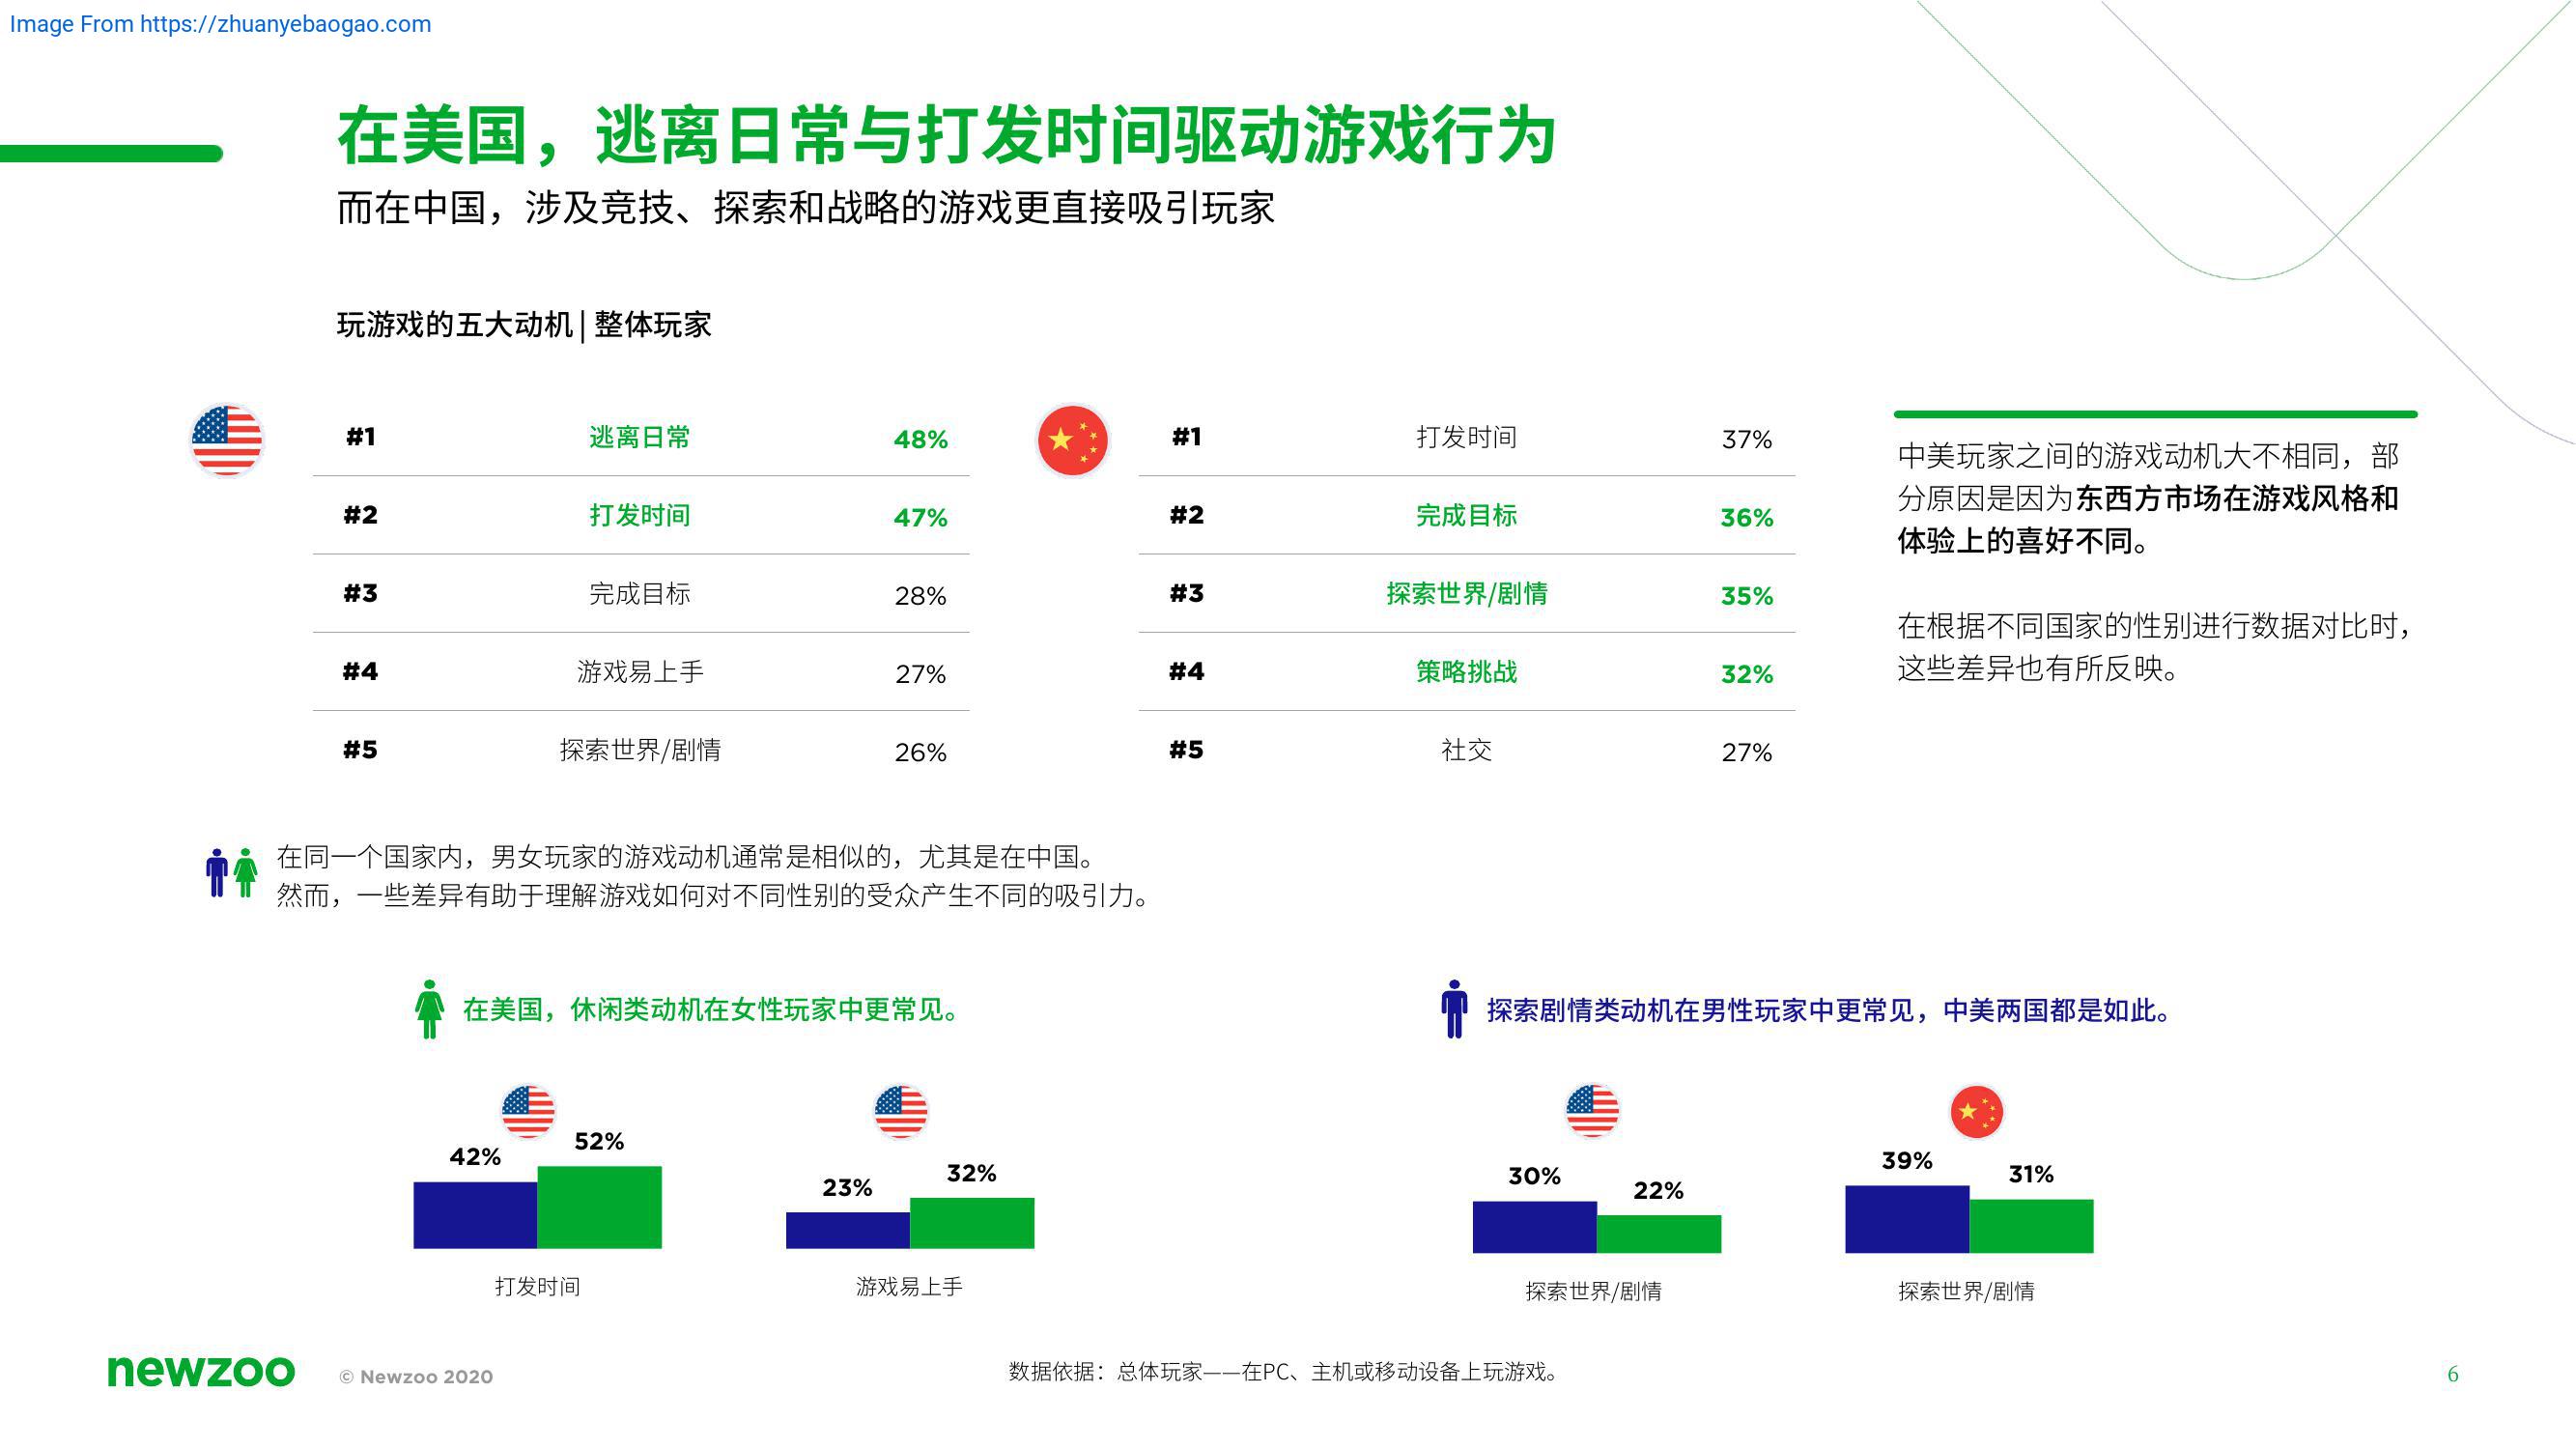 Image From https://zhuanyebaogao.com
在美国，逃离日常与打发时间驱动游戏行为
而在中国，涉及竞技、探索和战略的游戏更直接吸引玩家
玩游戏的五大动机 | 整体玩家
#1 逃离日常 48%
#2 打发时间 47%
#3 完成目标 28%
#4 游戏易上手 27%
#5 探索世界/剧情 26%
#1 打发时间 37%
#2 完成目标 36%
#3 探索世界/剧情 35%
#4 策略挑战 32%
#5 社交 27%
中美玩家之间的游戏动机大不相同，部
分原因是因为东西方市场在游戏风格和
体验上的喜好不同。
在根据不同国家的性别进行数据对比时，
这些差异也有所反映。
在同一个国家内，男女玩家的游戏动机通常是相似的，尤其是在中国。
然而，一些差异有助于理解游戏如何对不同性别的受众产生不同的吸引力。
在美国，休闲类动机在女性玩家中更常见。
42% 52%
打发时间
23% 32%
游戏易上手
探索剧情类动机在男性玩家中更常见，中美两国都是如此。
30% 22%
探索世界/剧情
39% 31%
探索世界/剧情
newzoo
© Newzoo 2020
数据依据：总体玩家——在PC、主机或移动设备上玩游戏。
6